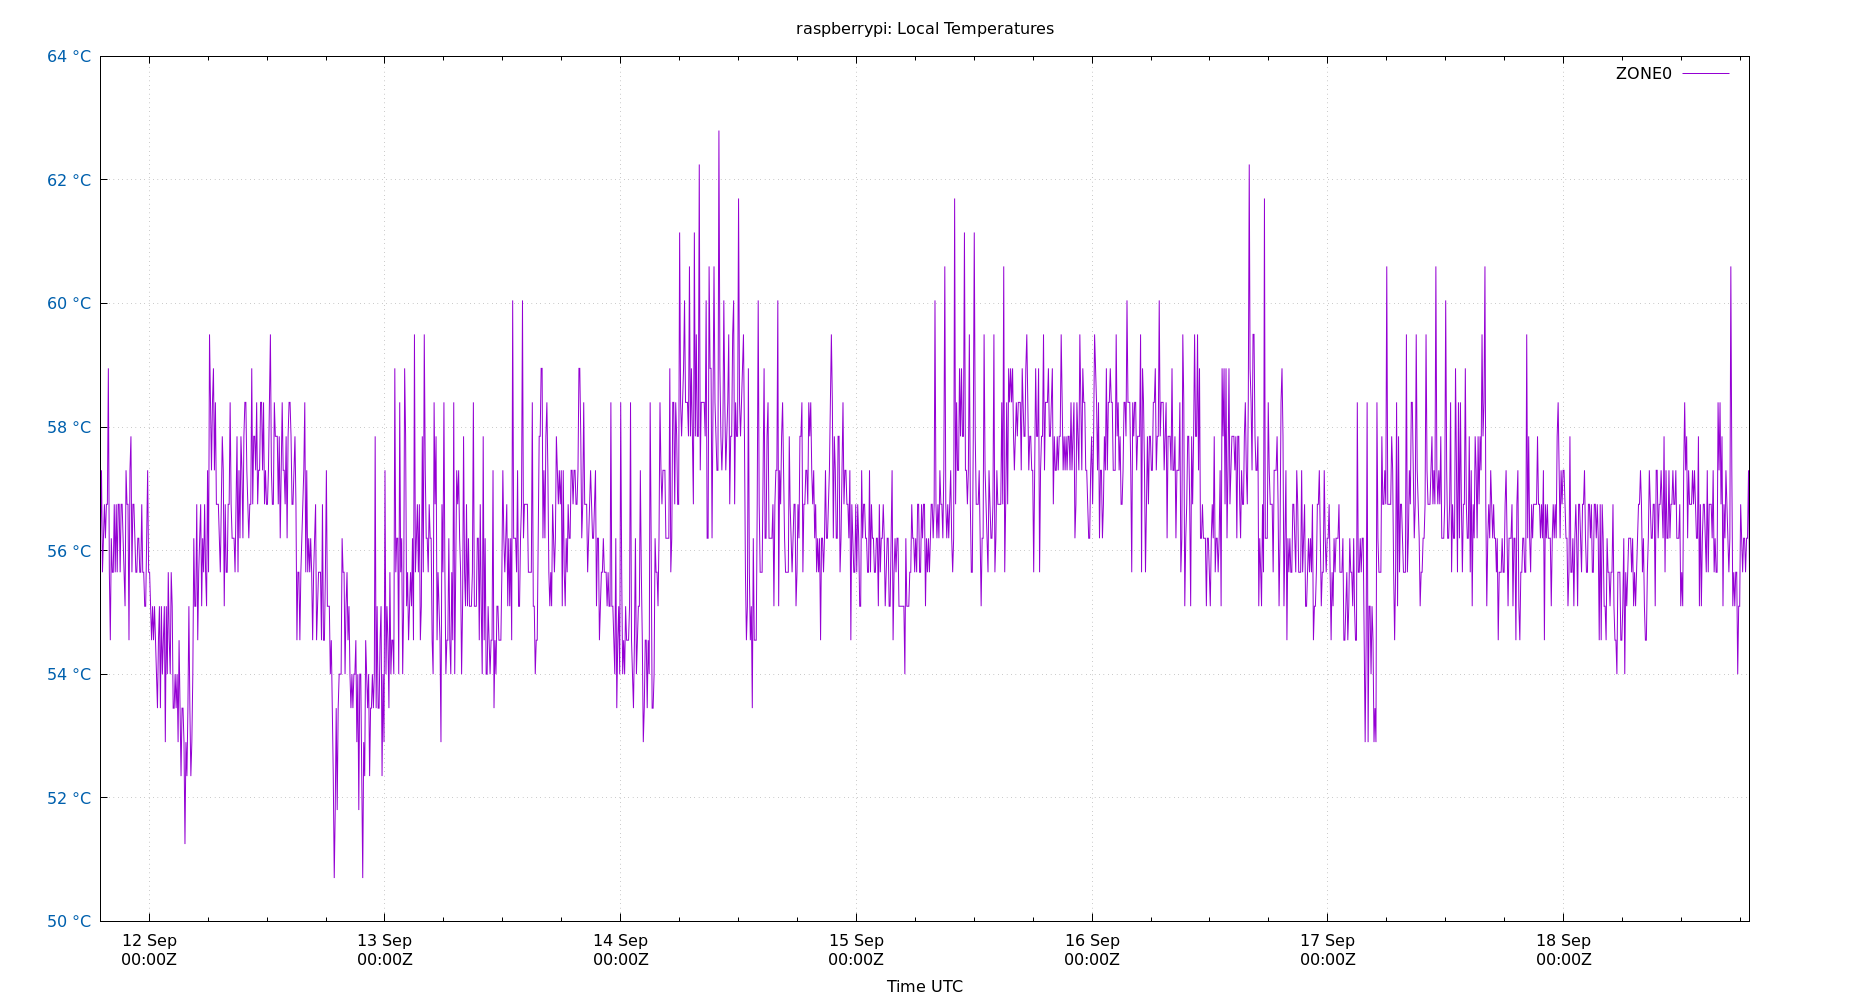 raspberrypi: Local Temperatures
64 °C
ZONE0
62 °C
60 °C
58 °C
56 °C
54 °C
52 °C
50 °C
12 Sep 13 Sep 14 Sep 15 Sep 16 Sep 17 Sep 18 Sep
00:00Z 00:00Z 00:00Z 00:00Z 00:00Z 00:00Z 00:00Z
Time UTC